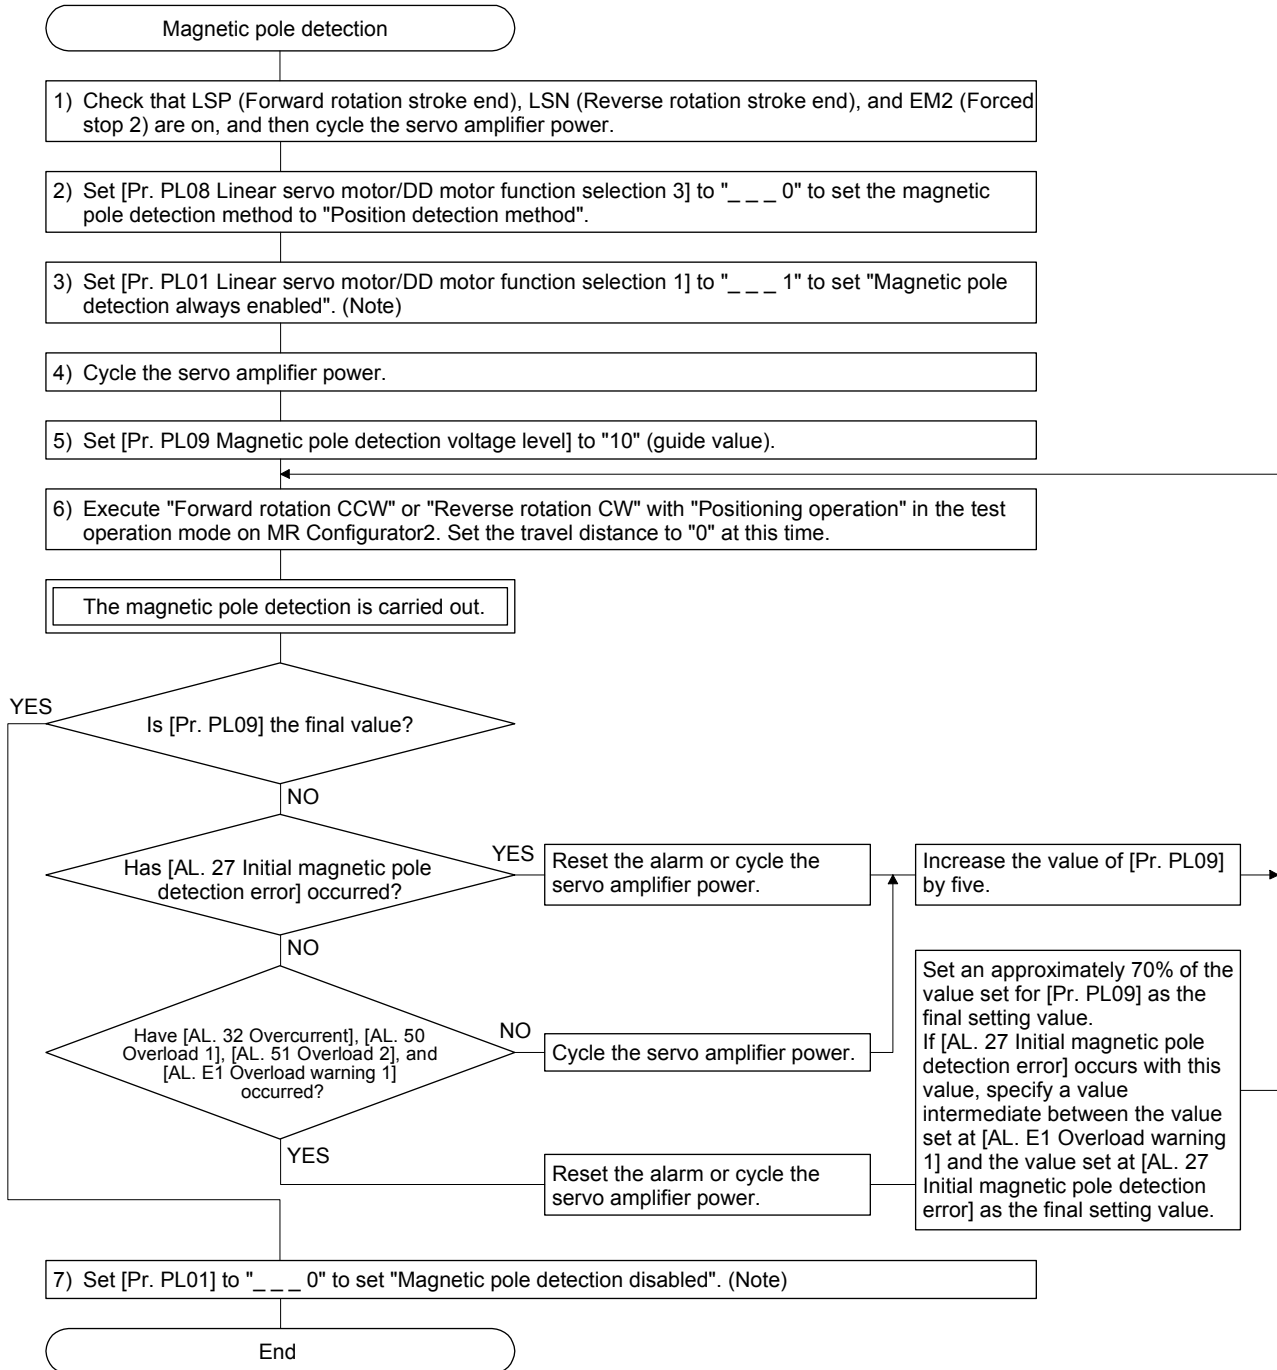 Magnetic pole detection
1) Check that LSP (Forward rotation stroke end), LSN (Reverse rotation stroke end), and EM2 (Forced
stop 2) are on, and then cycle the servo amplifier power.
2) Set [Pr. PL08 Linear servo motor/DD motor function selection 3] to "_ _ _ 0" to set the magnetic
pole detection method to "Position detection method".
3) Set [Pr. PL01 Linear servo motor/DD motor function selection 1] to "_ _ _ 1" to set "Magnetic pole
detection always enabled". (Note)
4) Cycle the servo amplifier power.
5) Set [Pr. PL09 Magnetic pole detection voltage level] to "10" (guide value).
6) Execute "Forward rotation CCW" or "Reverse rotation CW" with "Positioning operation" in the test
operation mode on MR Configurator2. Set the travel distance to "0" at this time.
The magnetic pole detection is carried out.
YES
Is [Pr. PL09] the final value?
NO
Has [AL. 27 Initial magnetic pole
detection error] occurred?
YES
Reset the alarm or cycle the
servo amplifier power.
Increase the value of [Pr. PL09]
by five.
NO
Have [AL. 32 Overcurrent], [AL. 50
Overload 1], [AL. 51 Overload 2], and
[AL. E1 Overload warning 1]
occurred?
NO
Cycle the servo amplifier power.
YES
Reset the alarm or cycle the
servo amplifier power.
Set an approximately 70% of the
value set for [Pr. PL09] as the
final setting value.
If [AL. 27 Initial magnetic pole
detection error] occurs with this
value, specify a value
intermediate between the value
set at [AL. E1 Overload warning
1] and the value set at [AL. 27
Initial magnetic pole detection
error] as the final setting value.
7) Set [Pr. PL01] to "_ _ _ 0" to set "Magnetic pole detection disabled". (Note)
End